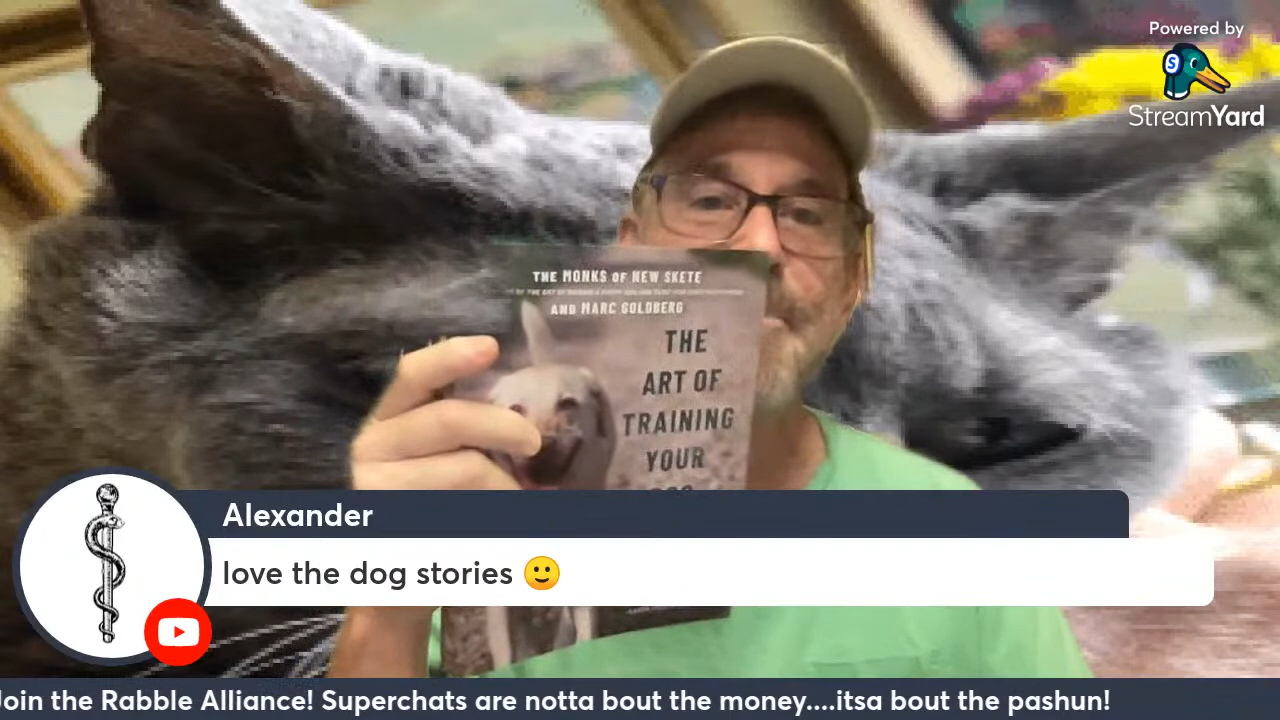 Powered by
StreamYard
THE MONKS OF NEW SKETE
AND MARC GOLDBERG
THE
ART OF
TRAINING
YOUR
Alexander
love the dog stories 🙂
Join the Rabble Alliance! Superchats are notta bout the money....itsa bout the pashun!